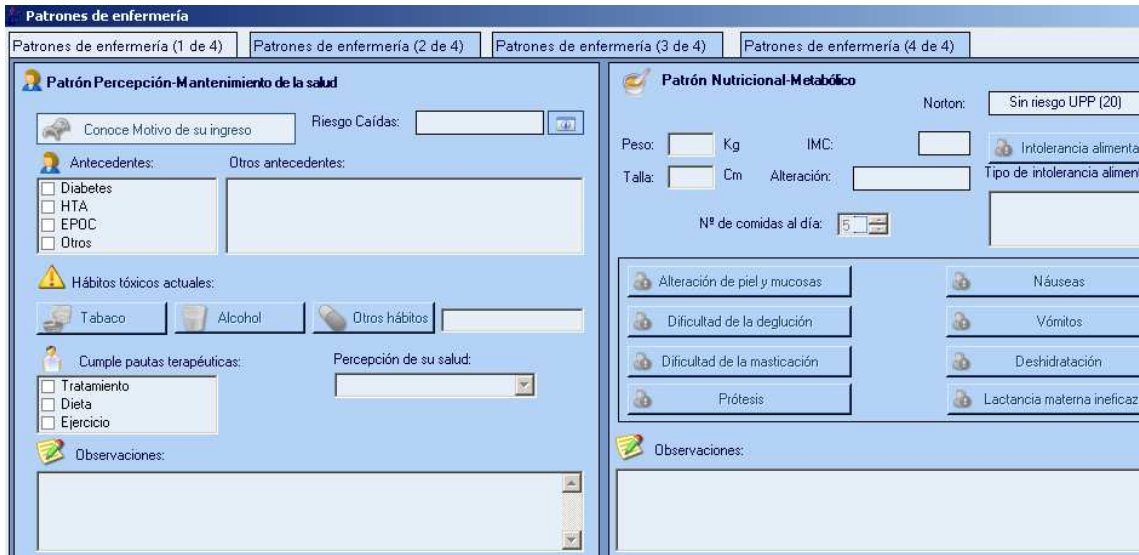 Patrones de enfermería
Patrones de enfermería (1 de 4) Patrones de enfermería (2 de 4) Patrones de enfermería (3 de 4) Patrones de enfermería (4 de 4)
Patrón Percepción-Mantenimiento de la salud
Conoce Motivo de su ingreso Riesgo Caídas:
Antecedentes: Otros antecedentes:
Diabetes
HTA
EPOC
Otros
Hábitos tóxicos actuales:
Tabaco Alcohol Otros hábitos
Cumple pautas terapéuticas: Percepción de su salud:
Tratamiento
Dieta
Ejercicio
Observaciones:
Patrón Nutricional-Metabólico
Norton: Sin riesgo UPP (20)
Peso: Kg IMC: Intolerancia alimenta
Talla: Cm Alteración: Tipo de intolerancia aliment
Nº de comidas al día: 5
Alteración de piel y mucosas Náuseas
Dificultad de la deglución Vómitos
Dificultad de la masticación Deshidratación
Prótesis Lactancia materna ineficaz
Observaciones: